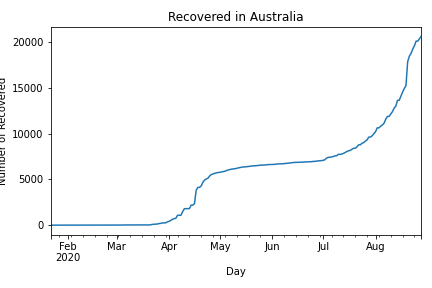 Recovered in Australia
Number of Recovered
20000
15000
10000
5000
0
Feb
2020
Mar
Apr
May
Jun
Jul
Aug
Day